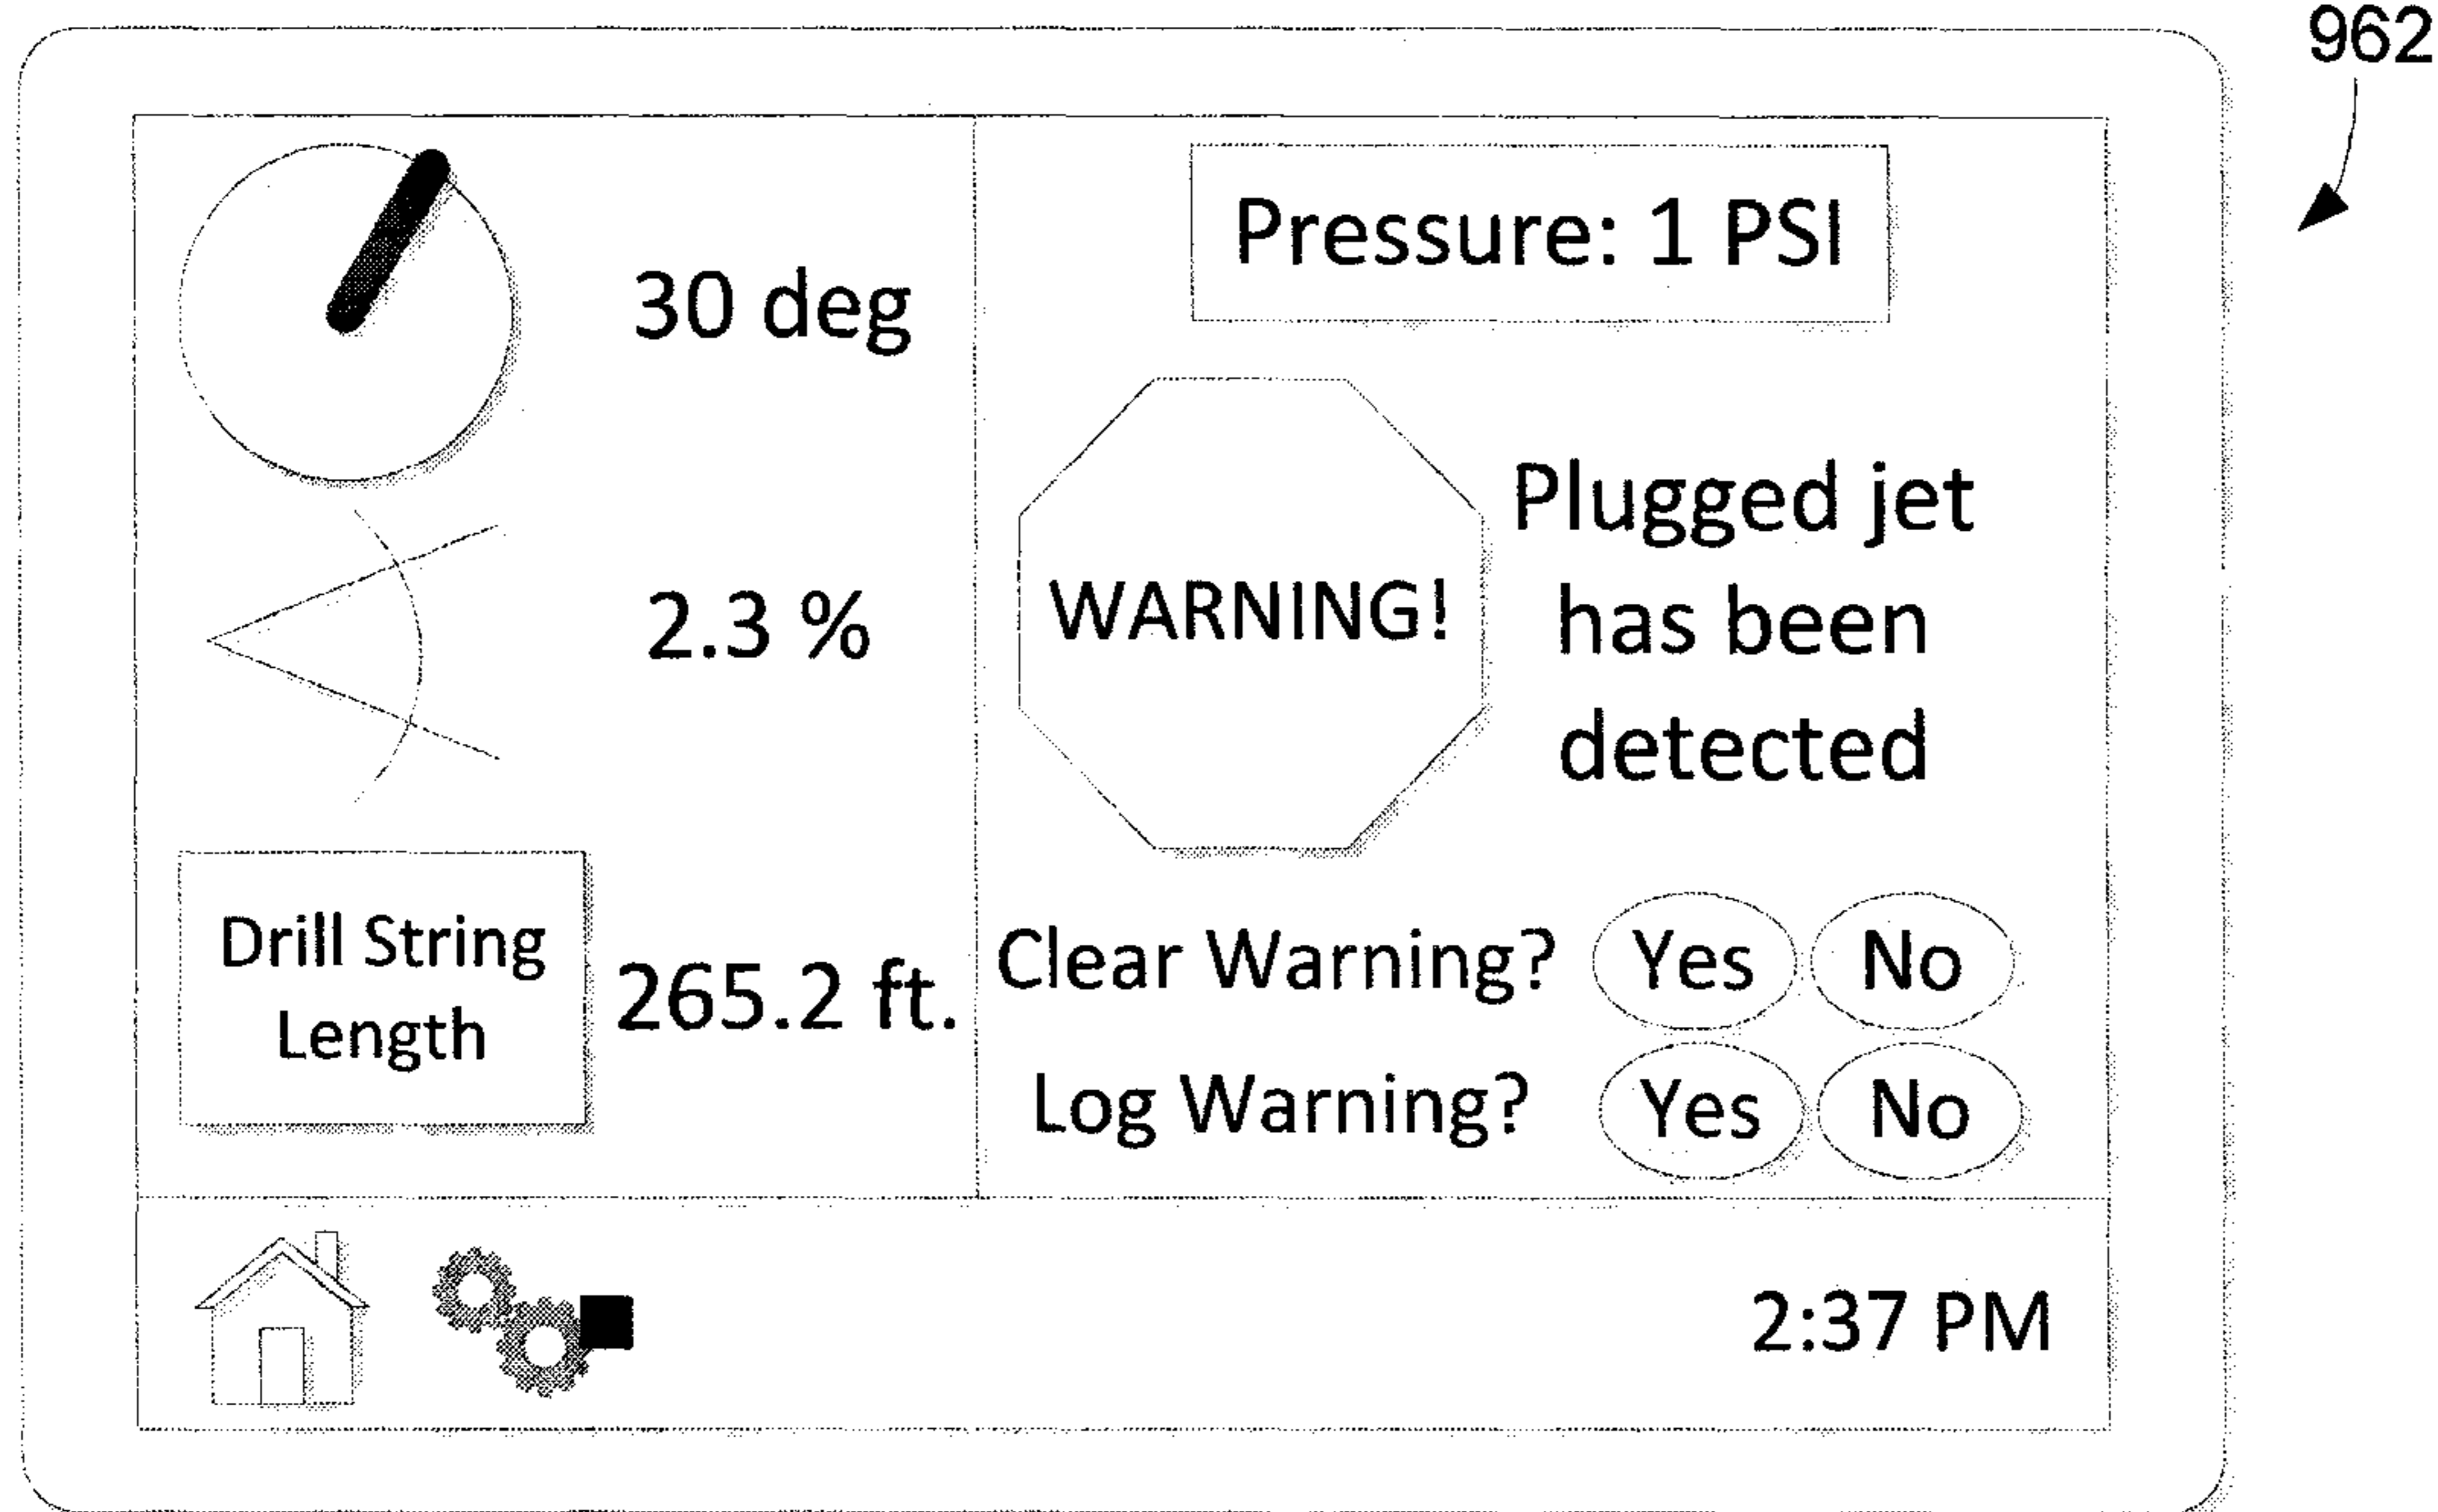 962
30 deg
2.3 %
Drill String
Length
265.2 ft.
Pressure: 1 PSI
WARNING!
Plugged jet
has been
detected
Clear Warning? Yes No
Log Warning? Yes No
2:37 PM